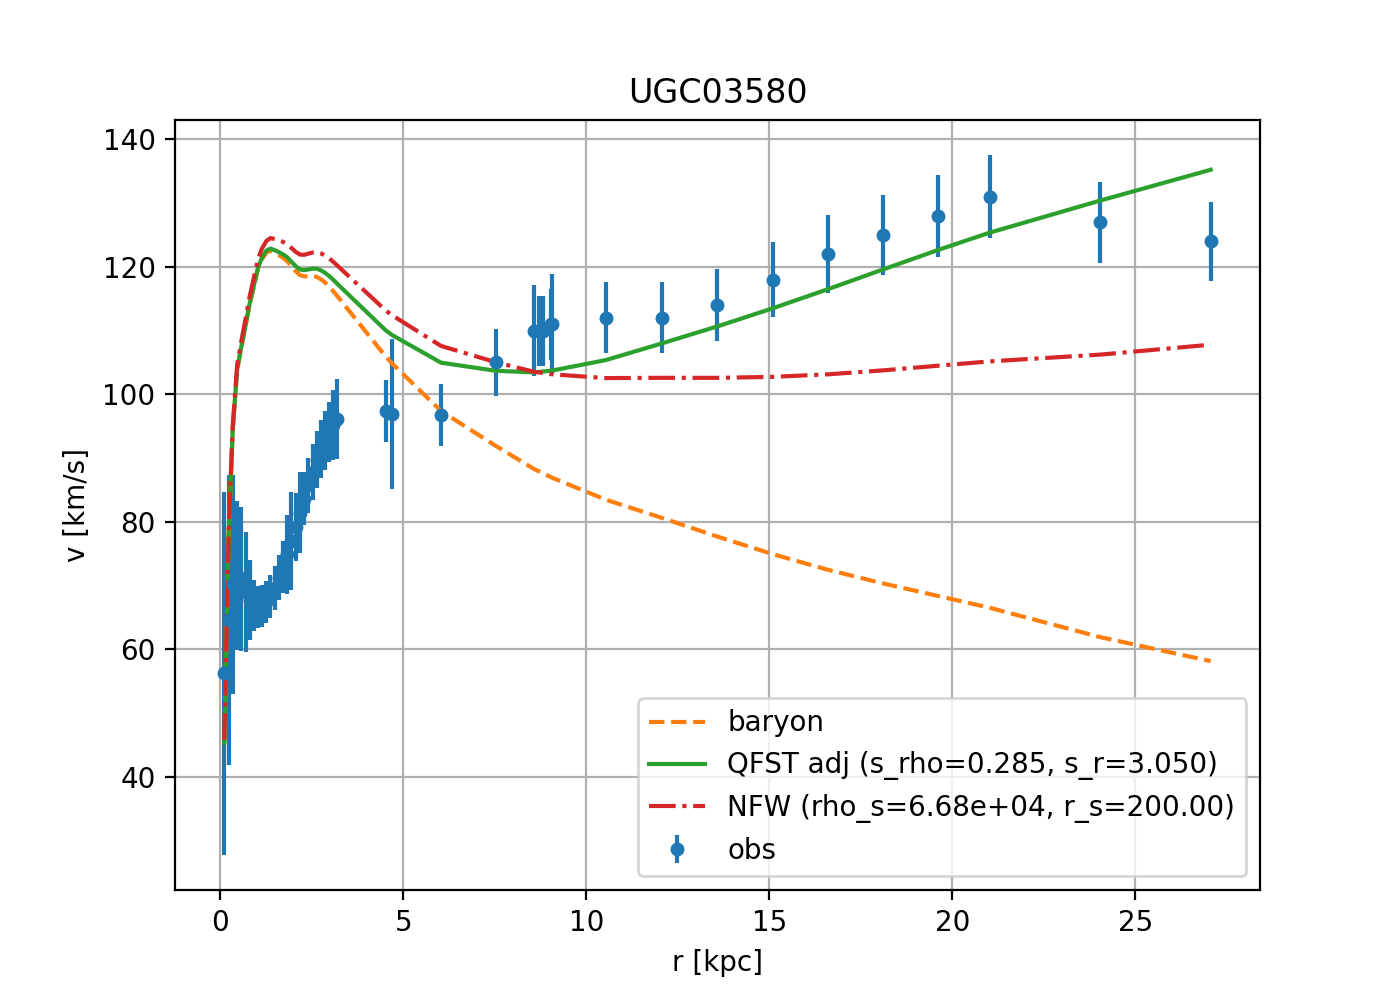 UGC03580
140
120
100
80
60
40
v [km/s]
0
5
10
15
20
25
r [kpc]
baryon
QFST adj (s_rho=0.285, s_r=3.050)
NFW (rho_s=6.68e+04, r_s=200.00)
obs